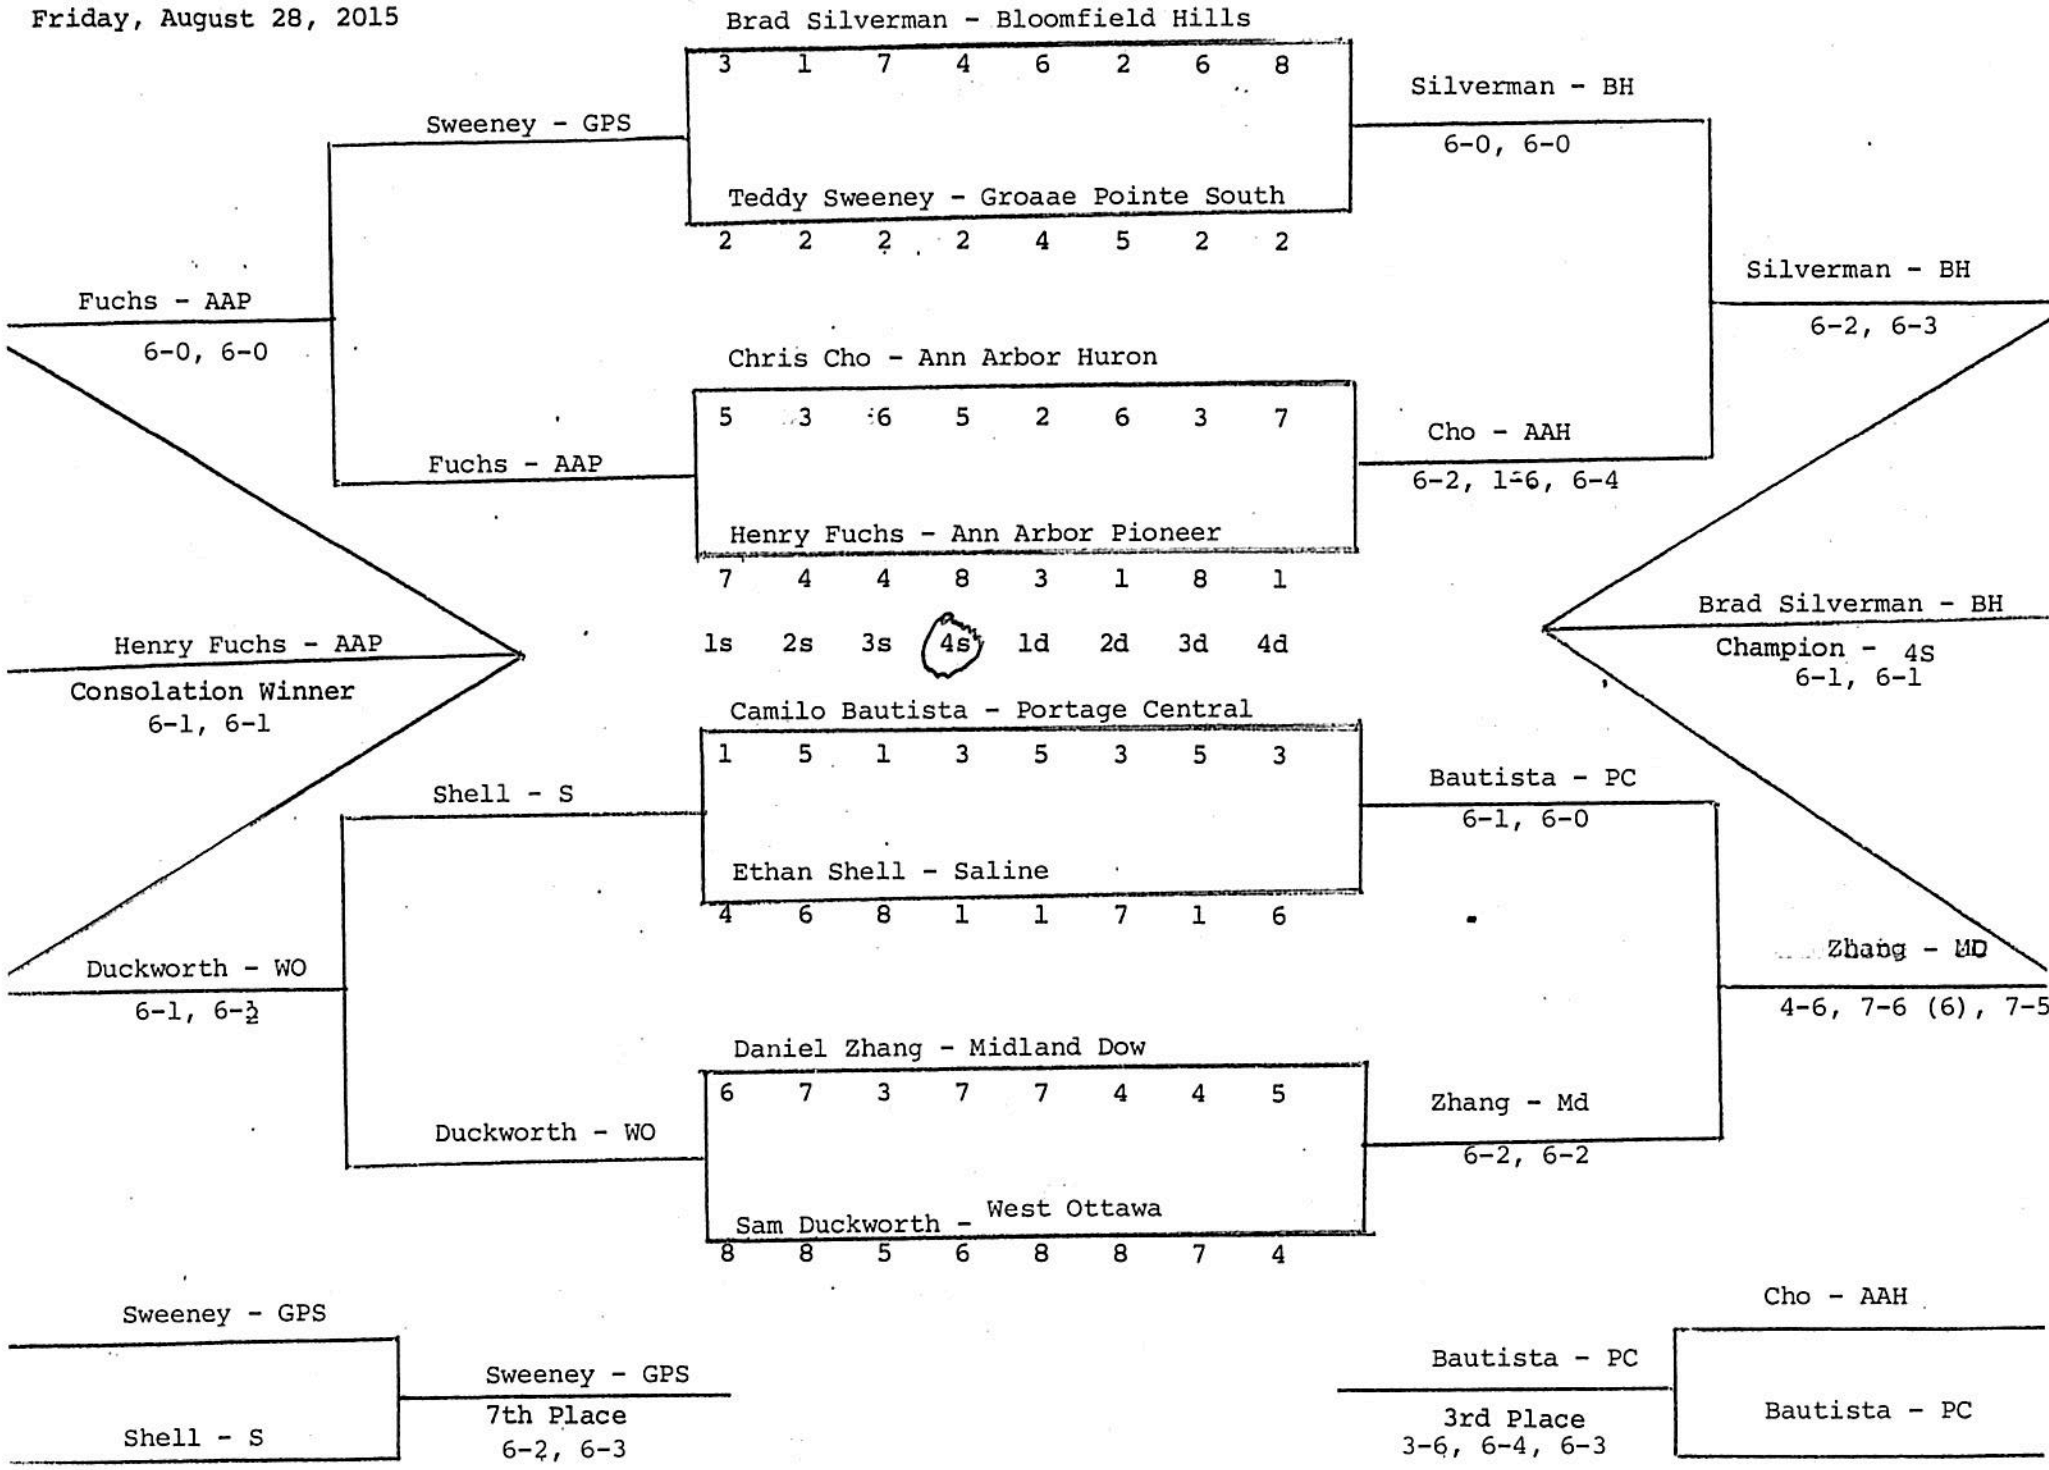 Friday, August 28, 2015
Brad Silverman - Bloomfield Hills
3 1 7 4 6 2 6 8
Silverman - BH
6-0, 6-0
Sweeney - GPS
Teddy Sweeney - Groaae Pointe South
2 2 2 2 4 5 2 2
Silverman - BH
6-2, 6-3
Fuchs - AAP
6-0, 6-0
Chris Cho - Ann Arbor Huron
5 3 6 5 2 6 3 7
Cho - AAH
6-2, 1-6, 6-4
Fuchs - AAP
Henry Fuchs - Ann Arbor Pioneer
7 4 4 8 3 1 8 1
Henry Fuchs - AAP
Consolation Winner
6-1, 6-1
1s 2s 3s 4s 1d 2d 3d 4d
Brad Silverman - BH
Champion - 4S
6-1, 6-1
Camilo Bautista - Portage Central
1 5 1 3 5 3 5 3
Shell - S
Bautista - PC
6-1, 6-0
Ethan Shell - Saline
4 6 8 1 1 7 1 6
Duckworth - WO
6-1, 6-
Zhang - MD
4-6, 7-6 (6), 7-5
Daniel Zhang - Midland Dow
6 7 3 7 7 4 4 5
Duckworth - WO
Zhang - Md
6-2, 6-2
Sam Duckworth - West Ottawa
8 8 5 6 8 8 7 4
Sweeney - GPS
Sweeney - GPS
7th Place
6-2, 6-3
Shell - S
Cho - AAH
Bautista - PC
3rd Place
3-6, 6-4, 6-3
Bautista - PC